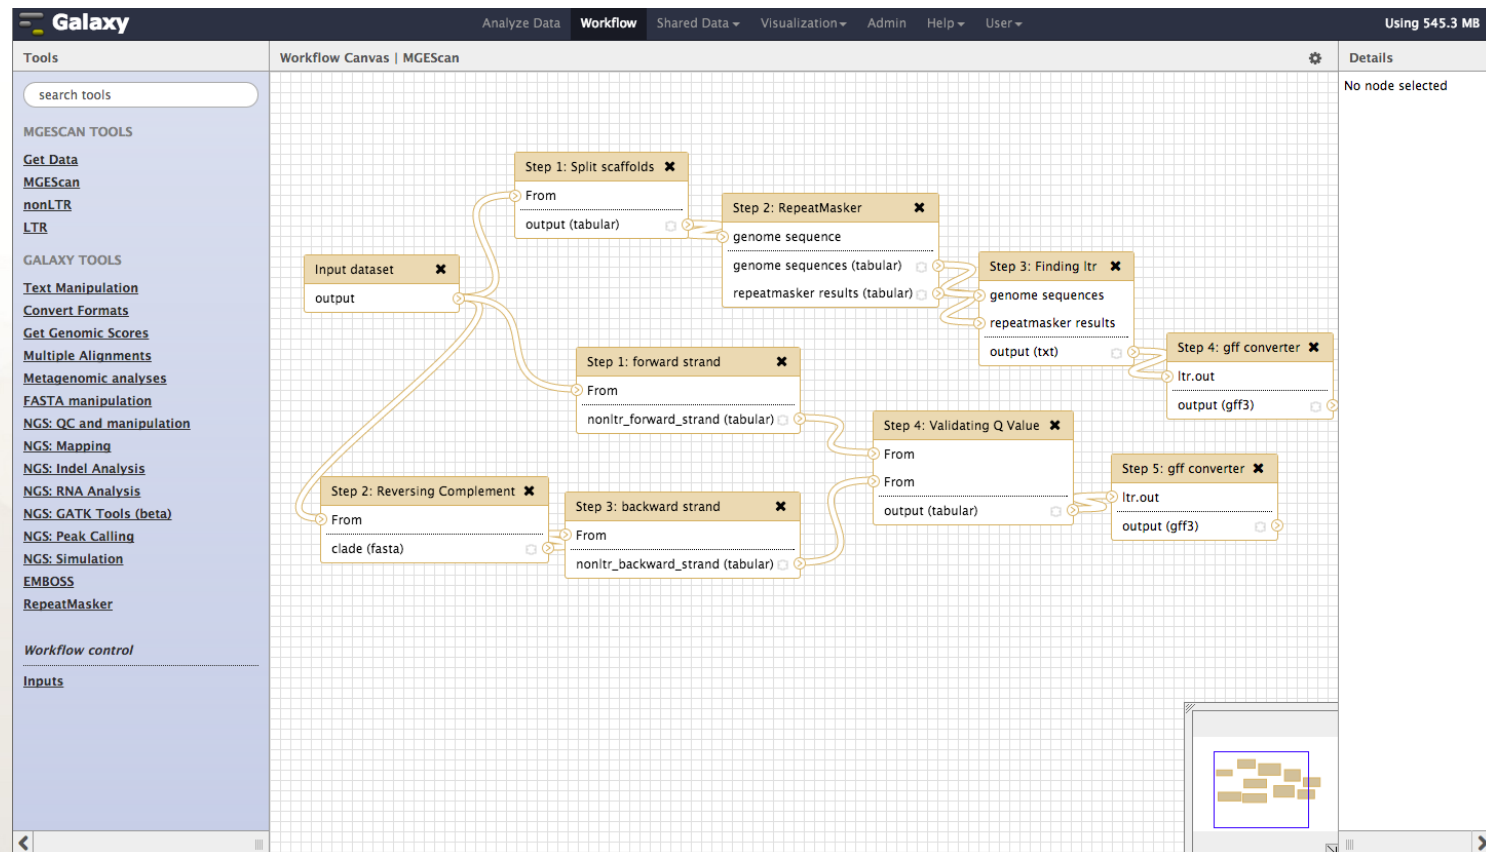 Galaxy
Analyze Data Workflow Shared Data Visualization Admin Help User
Using 545.3 MB
Tools
search tools
MGESCAN TOOLS
Get Data
MGEScan
nonLTR
LTR
GALAXY TOOLS
Text Manipulation
Convert Formats
Get Genomic Scores
Multiple Alignments
Metagenomic analyses
FASTA manipulation
NGS: QC and manipulation
NGS: Mapping
NGS: Indel Analysis
NGS: RNA Analysis
NGS: GATK Tools (beta)
NGS: Peak Calling
NGS: Simulation
EMBOSS
RepeatMasker
Workflow control
Inputs
Workflow Canvas | MGEScan
Input dataset
output
Step 1: Split scaffolds
From
output (tabular)
Step 2: RepeatMasker
genome sequence
genome sequences (tabular)
repeatmasker results (tabular)
Step 3: Finding ltr
genome sequences
repeatmasker results
output (txt)
Step 4: gff converter
ltr.out
output (gff3)
Step 1: forward strand
From
nonltr_forward_strand (tabular)
Step 2: Reversing Complement
From
clade (fasta)
Step 3: backward strand
From
nonltr_backward_strand (tabular)
Step 4: Validating Q Value
From
From
output (tabular)
Step 5: gff converter
ltr.out
output (gff3)
Details
No node selected